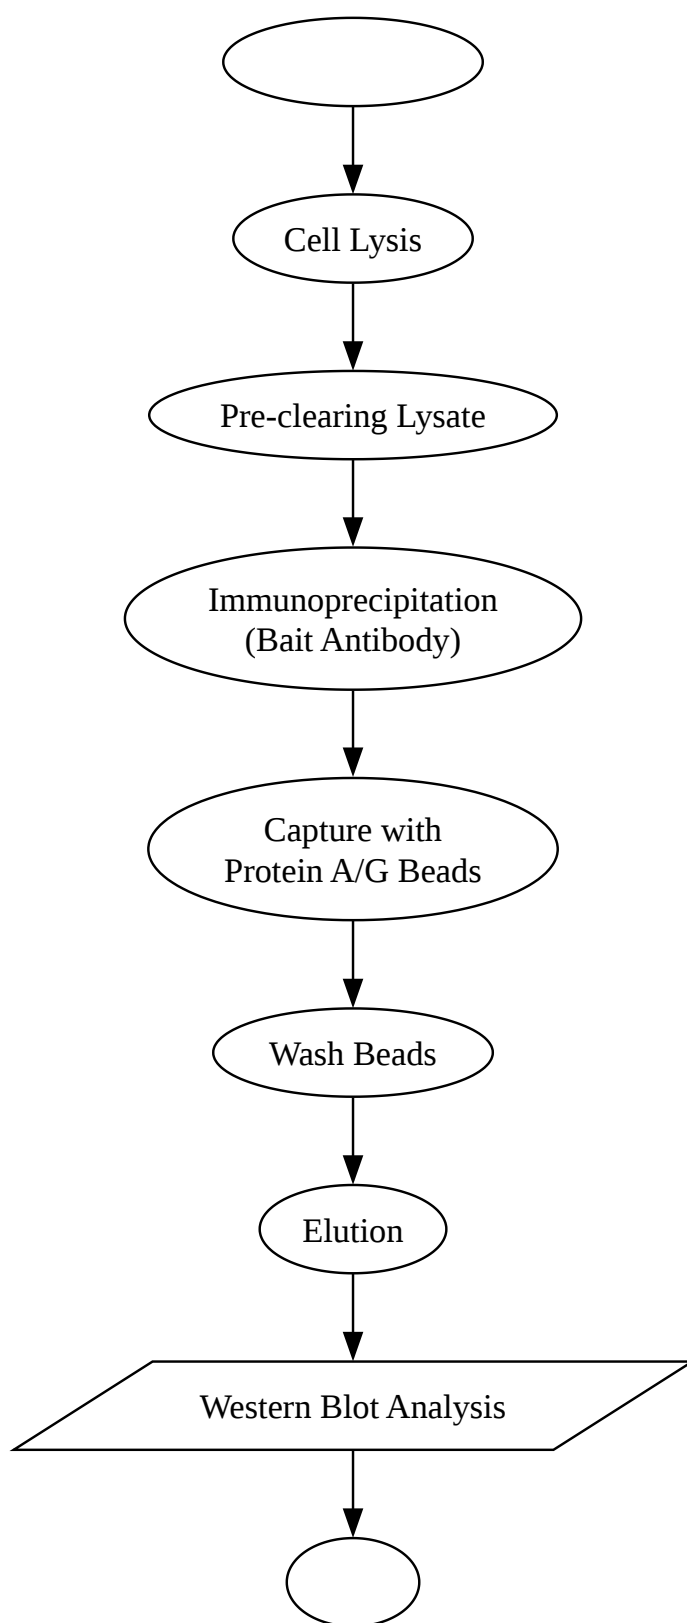 Cell Lysis
Pre-clearing Lysate
Immunoprecipitation
(Bait Antibody)
Capture with
Protein A/G Beads
Wash Beads
Elution
Western Blot Analysis